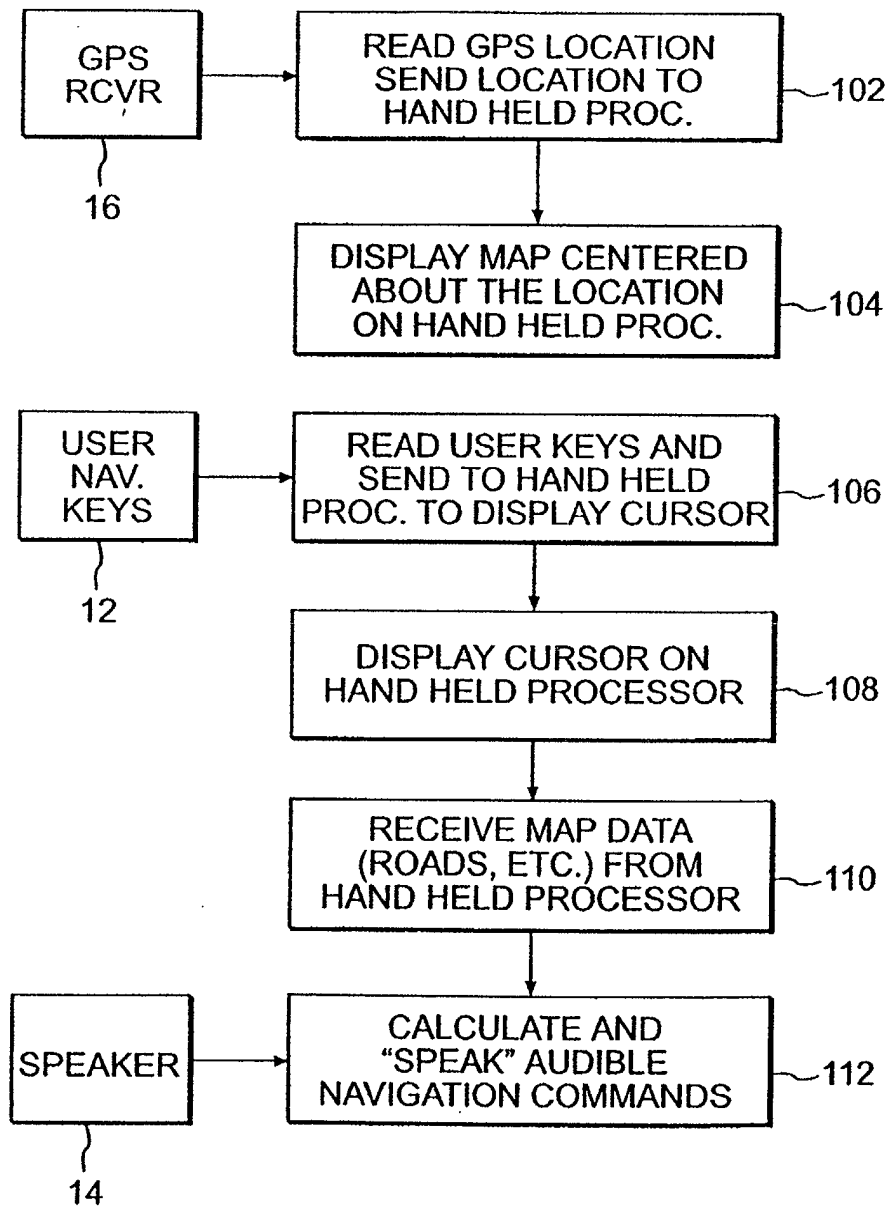 GPS
RCVR
16
READ GPS LOCATION
SEND LOCATION TO
HAND HELD PROC.
102
DISPLAY MAP CENTERED
ABOUT THE LOCATION
ON HAND HELD PROC.
104
USER
NAV.
KEYS
12
READ USER KEYS AND
SEND TO HAND HELD
PROC. TO DISPLAY CURSOR
106
DISPLAY CURSOR ON
HAND HELD PROCESSOR
108
RECEIVE MAP DATA
(ROADS, ETC.) FROM
HAND HELD PROCESSOR
110
SPEAKER
14
CALCULATE AND
“SPEAK” AUDIBLE
NAVIGATION COMMANDS
112